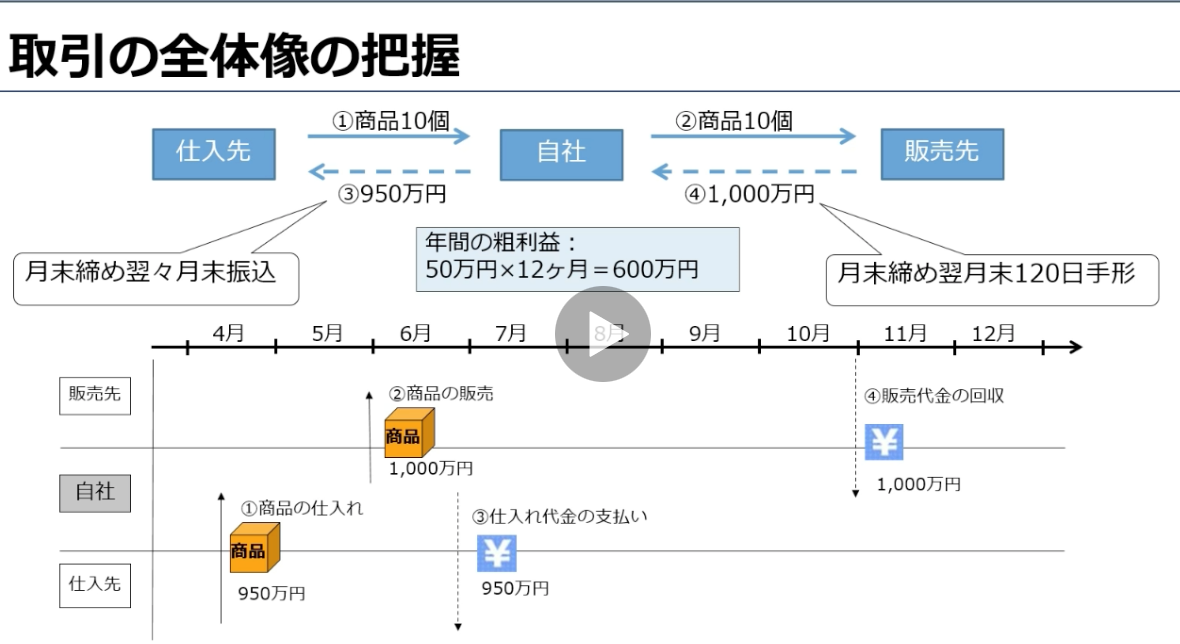 取引の全体像の把握
①商品10個
②商品10個
仕入先
自社
販売先
③950万円
④1,000万円
月末締め翌々月末振込
年間の粗利益：
50万円×12ヶ月＝600万円
月末締め翌月末120日手形
4月 5月 6月 7月 8月 9月 10月 11月 12月
販売先
②商品の販売
④販売代金の回収
商品
¥
1,000万円
1,000万円
自社
①商品の仕入れ
③仕入れ代金の支払い
商品
¥
仕入先
950万円
950万円